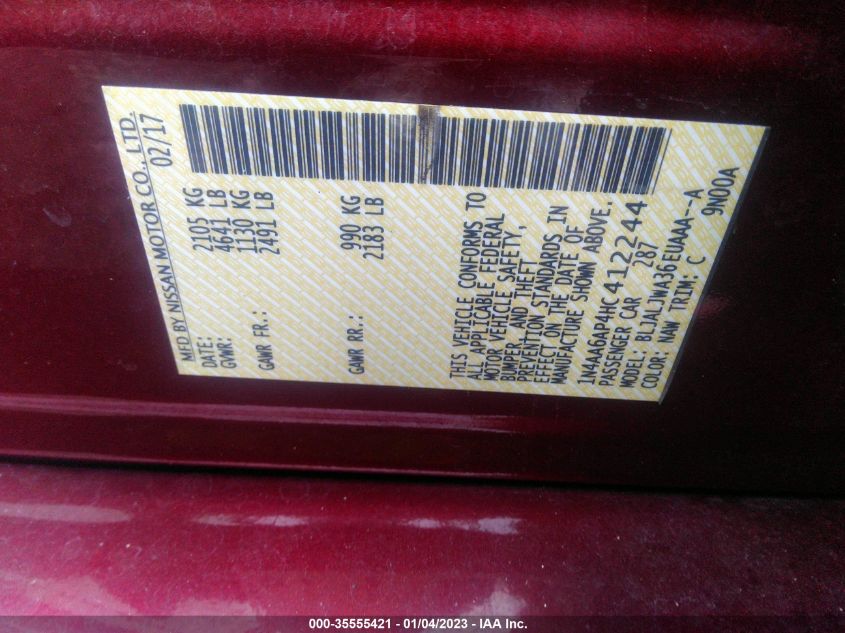 MFD BY NISSAN MOTOR CO., LTD.
DATE: 02/17
GVWR: 2105 KG
4641 LB
GAWR FR.: 1130 KG
2491 LB
GAWR RR.: 990 KG
2183 LB
THIS VEHICLE CONFORMS TO
ALL APPLICABLE FEDERAL
MOTOR VEHICLE SAFETY,
BUMPER, AND THEFT
PREVENTION STANDARDS IN
EFFECT ON THE DATE OF
MANUFACTURE SHOWN ABOVE.
1N4AA6AP4HC412244
PASSENGER CAR 287
MODEL: BLJALJWA36EUAAA--A
COLOR: NAW TRIM: C 9N00A
000-35555421 - 01/04/2023 - IAA Inc.